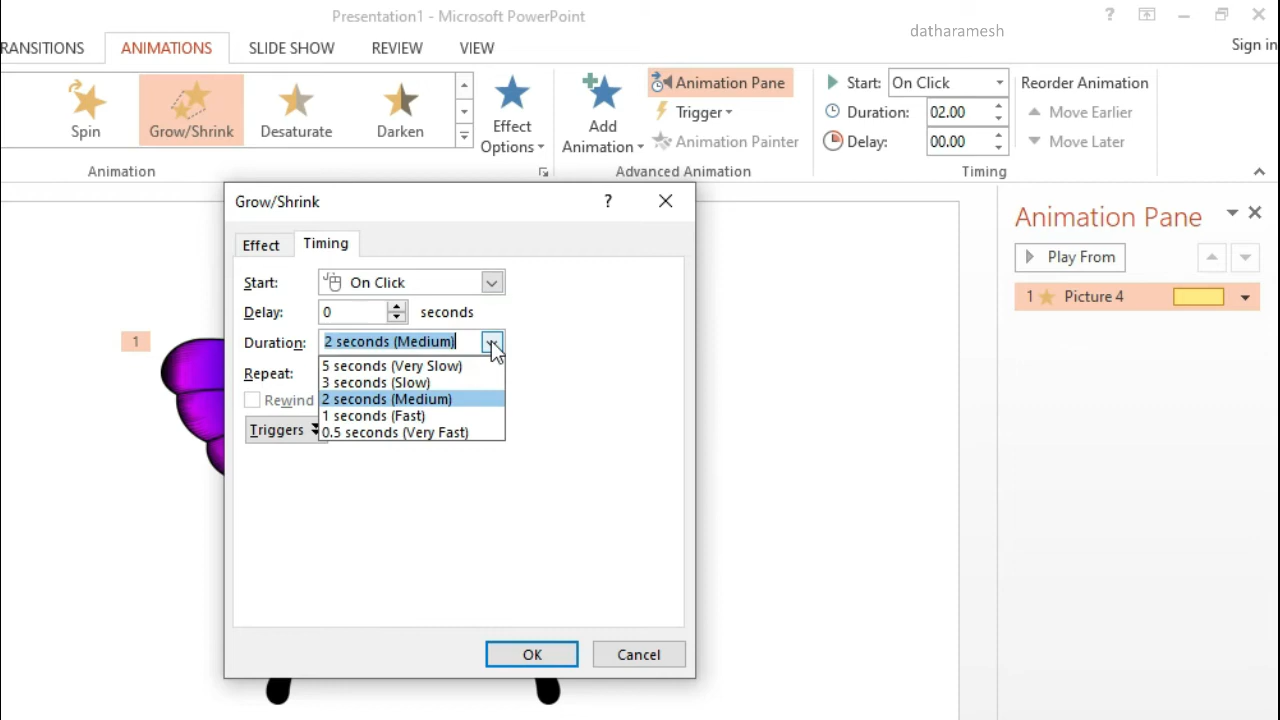 Presentation1 - Microsoft PowerPoint
?
datharamesh
Sign in
RANSITIONS ANIMATIONS SLIDE SHOW REVIEW VIEW
Spin Grow/Shrink Desaturate Darken
Effect Options
Add Animation
Animation Pane
Trigger
Animation Painter
Start: On Click
Duration: 02.00
Delay: 00.00
Reorder Animation
Move Earlier
Move Later
Animation Advanced Animation Timing
Grow/Shrink ?
Effect Timing
Start: On Click
Delay: 0 seconds
Duration: 2 seconds (Medium)
5 seconds (Very Slow)
3 seconds (Slow)
2 seconds (Medium)
1 seconds (Fast)
0.5 seconds (Very Fast)
Repeat:
Rewind
Triggers
OK Cancel
1
Animation Pane
Play From
1 Picture 4